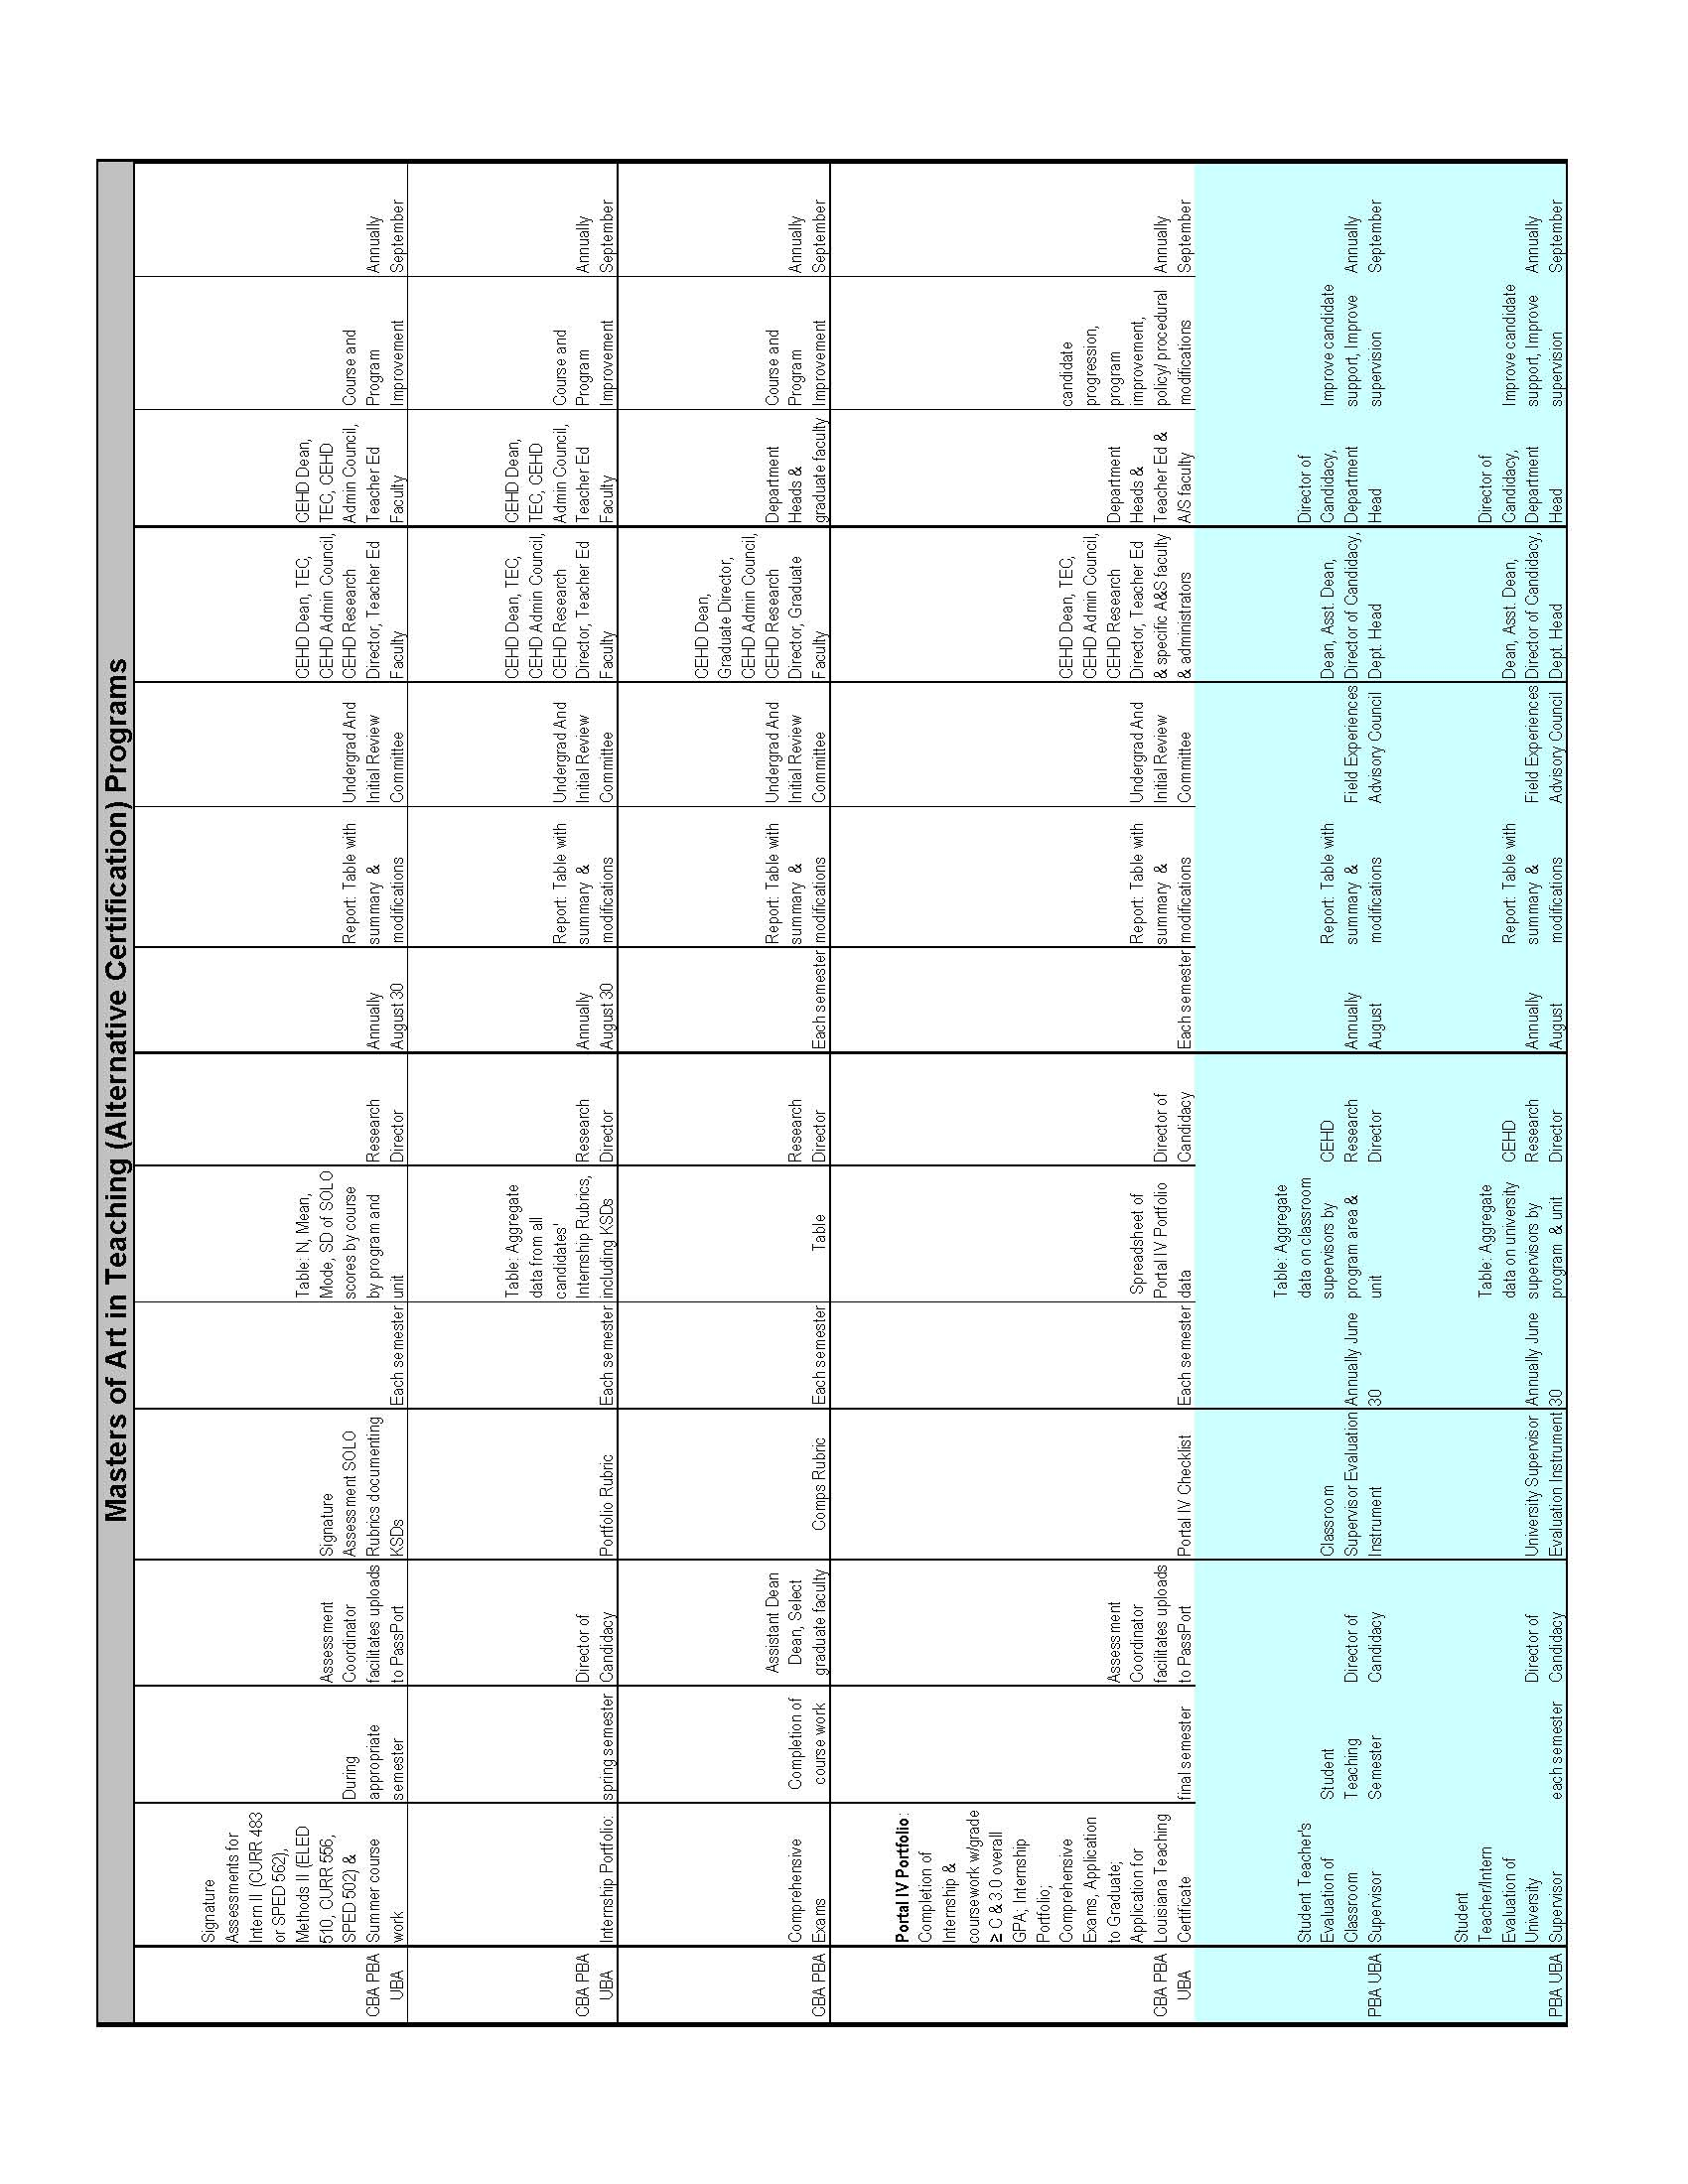 Masters of Art in Teaching (Alternative Certification) Programs
CBA PBA
UBA
Signature
Assessments for
Intern II (CURR 483
or SPED 562),
Methods II (ELED
510, CURR 556,
SPED 502) &
Summer course
work
During
appropriate
semester
Assessment
Coordinator
facilitates uploads
to PassPort
Signature
Assessment SOLO
Rubrics documenting
KSDs
Each semester
Table: N, Mean,
Mode, SD of SOLO
scores by course
by program and
unit
Research
Director
Annually
August 30
Report: Table with
summary &
modifications
Undergrad And
Initial Review
Committee
CEHD Dean, TEC,
CEHD Admin Council,
CEHD Research
Director, Teacher Ed
Faculty
CEHD Dean,
TEC, CEHD
Admin Council,
Teacher Ed
Faculty
Course and
Program
Improvement
Annually
September
CBA PBA
UBA
Internship Portfolio:
spring semester
Director of
Candidacy
Portfolio Rubric
Each semester
Table: Aggregate
data from all
candidates'
Internship Rubrics,
including KSDs
Research
Director
Annually
August 30
Report: Table with
summary &
modifications
Undergrad And
Initial Review
Committee
CEHD Dean, TEC,
CEHD Admin Council,
CEHD Research
Director, Teacher Ed
Faculty
CEHD Dean,
TEC, CEHD
Admin Council,
Teacher Ed
Faculty
Course and
Program
Improvement
Annually
September
CBA PBA
Comprehensive
Exams
Completion of
course work
Assistant Dean
Dean, Select
graduate faculty
Comps Rubric
Each semester
Table
Research
Director
Each semester
Report: Table with
summary &
modifications
Undergrad And
Initial Review
Committee
CEHD Dean,
Graduate Director,
CEHD Admin Council,
CEHD Research
Director, Graduate
Faculty
Department
Heads &
graduate faculty
Course and
Program
Improvement
Annually
September
CBA PBA
UBA
Portal IV Portfolio:
Completion of
Internship &
coursework w/grade
≥ C & 3.0 overall
GPA; Internship
Portfolio;
Comprehensive
Exams, Application
to Graduate;
Application for
Louisiana Teaching
Certificate
final semester
Assessment
Coordinator
facilitates uploads
to PassPort
Portal IV Checklist
Each semester
Spreadsheet of
Portal IV Portfolio
data
Director of
Candidacy
Each semester
Report: Table with
summary &
modifications
Undergrad And
Initial Review
Committee
CEHD Dean, TEC,
CEHD Admin Council,
CEHD Research
Director, Teacher Ed
& specific A&S faculty
& administrators
Department
Heads &
Teacher Ed &
A/S faculty
candidate
progression,
program
improvement,
policy/ procedural
modifications
Annually
September
PBA UBA
Student Teacher's
Evaluation of
Classroom
Supervisor
Student
Teaching
Semester
Director of
Candidacy
Classroom
Supervisor Evaluation
Instrument
Annually June
30
Table: Aggregate
data on classroom
supervisors by
program area &
unit
CEHD
Research
Director
Annually
August
Report: Table with
summary &
modifications
Field Experiences
Advisory Council
Dean, Asst. Dean,
Director of Candidacy,
Dept. Head
Director of
Candidacy,
Department
Head
Improve candidate
support, Improve
supervision
Annually
September
PBA UBA
Student
Teacher/Intern
Evaluation of
University
Supervisor
each semester
Director of
Candidacy
University Supervisor
Evaluation Instrument
Annually June
30
Table: Aggregate
data on university
supervisors by
program & unit
CEHD
Research
Director
Annually
August
Report: Table with
summary &
modifications
Field Experiences
Advisory Council
Dean, Asst. Dean,
Director of Candidacy,
Dept. Head
Director of
Candidacy,
Department
Head
Improve candidate
support, Improve
supervision
Annually
September